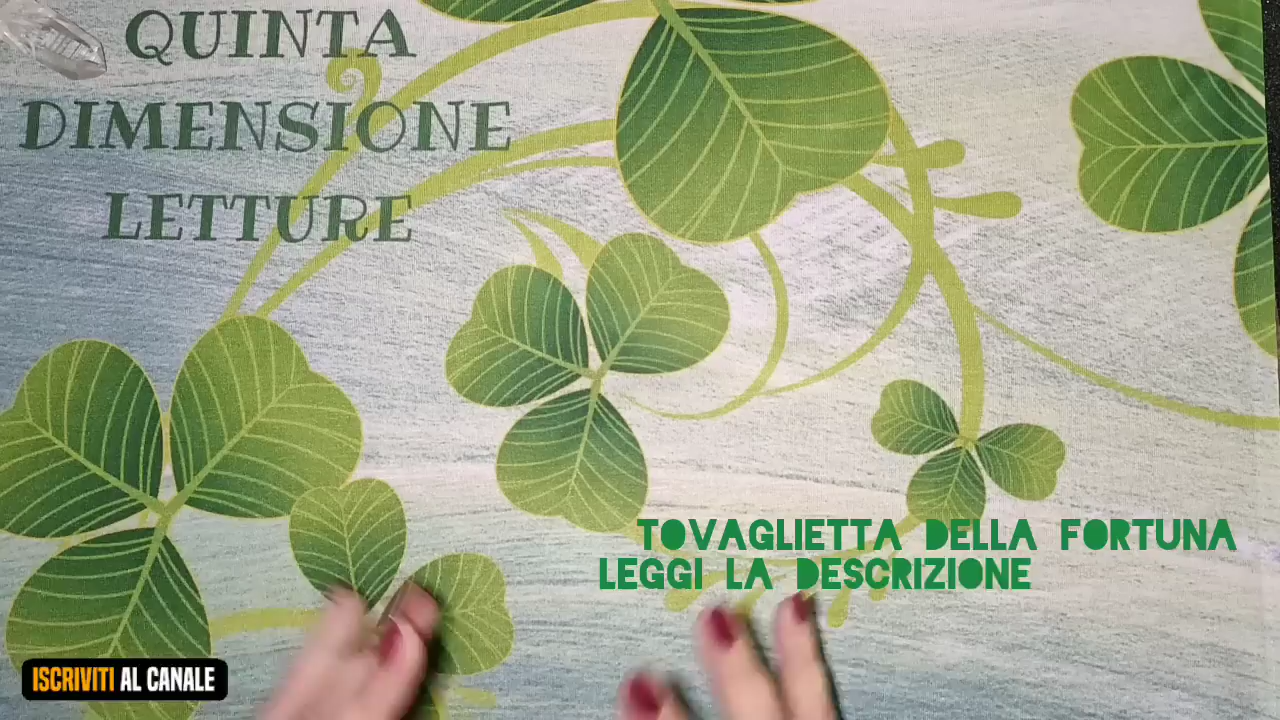 QUINTA
DIMENSIONE
LETTURE
TOVAGLIETTA DELLA FORTUNA
LEGGI LA DESCRIZIONE
ISCRIVITI AL CANALE